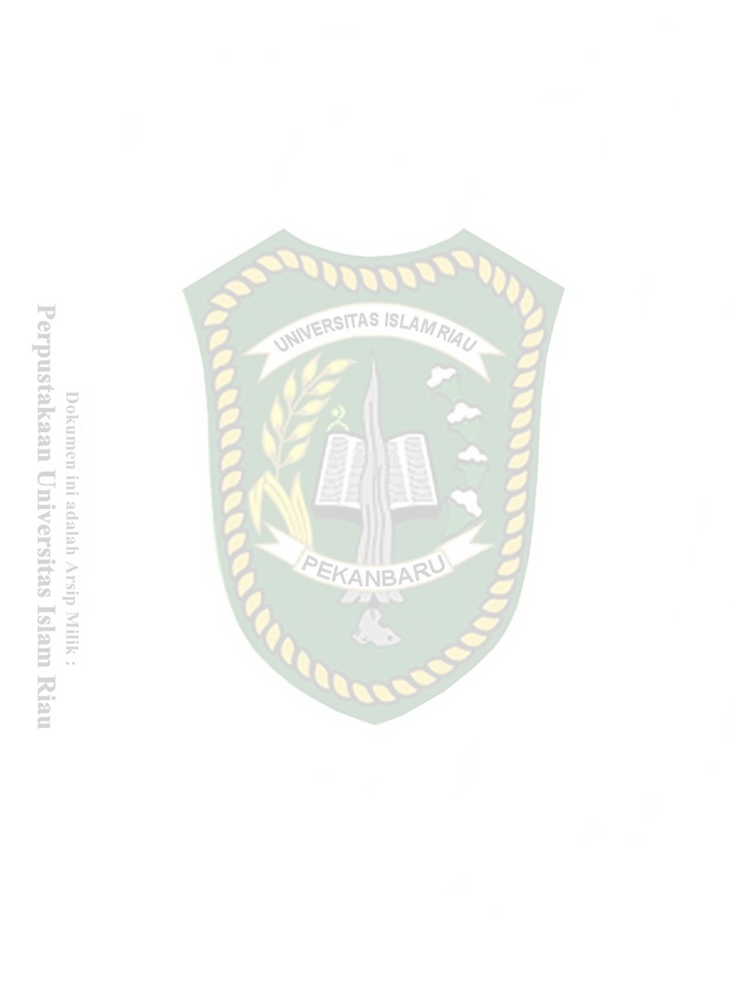 UNIVERSITAS ISLAM RIAU
PEKANBARU
Dokumen ini adalah Arsip Milik :
Perpustakaan Universitas Islam Riau